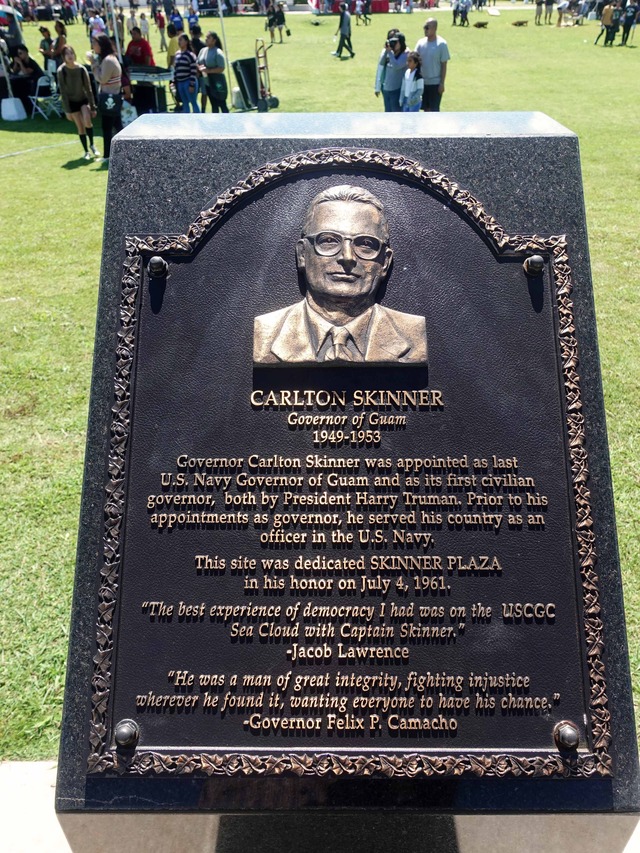 CARLTON SKINNER
Governor of Guam
1949-1953
Governor Carlton Skinner was appointed as last
U.S. Navy Governor of Guam and as its first civilian
governor, both by President Harry Truman. Prior to his
appointments as governor, he served his country as an
officer in the U.S. Navy.
This site was dedicated SKINNER PLAZA
in his honor on July 4, 1961.
“The best experience of democracy I had was on the USCGC
Sea Cloud with Captain Skinner.”
-Jacob Lawrence
“He was a man of great integrity, fighting injustice
wherever he found it, wanting everyone to have his chance,”
-Governor Felix P. Camacho